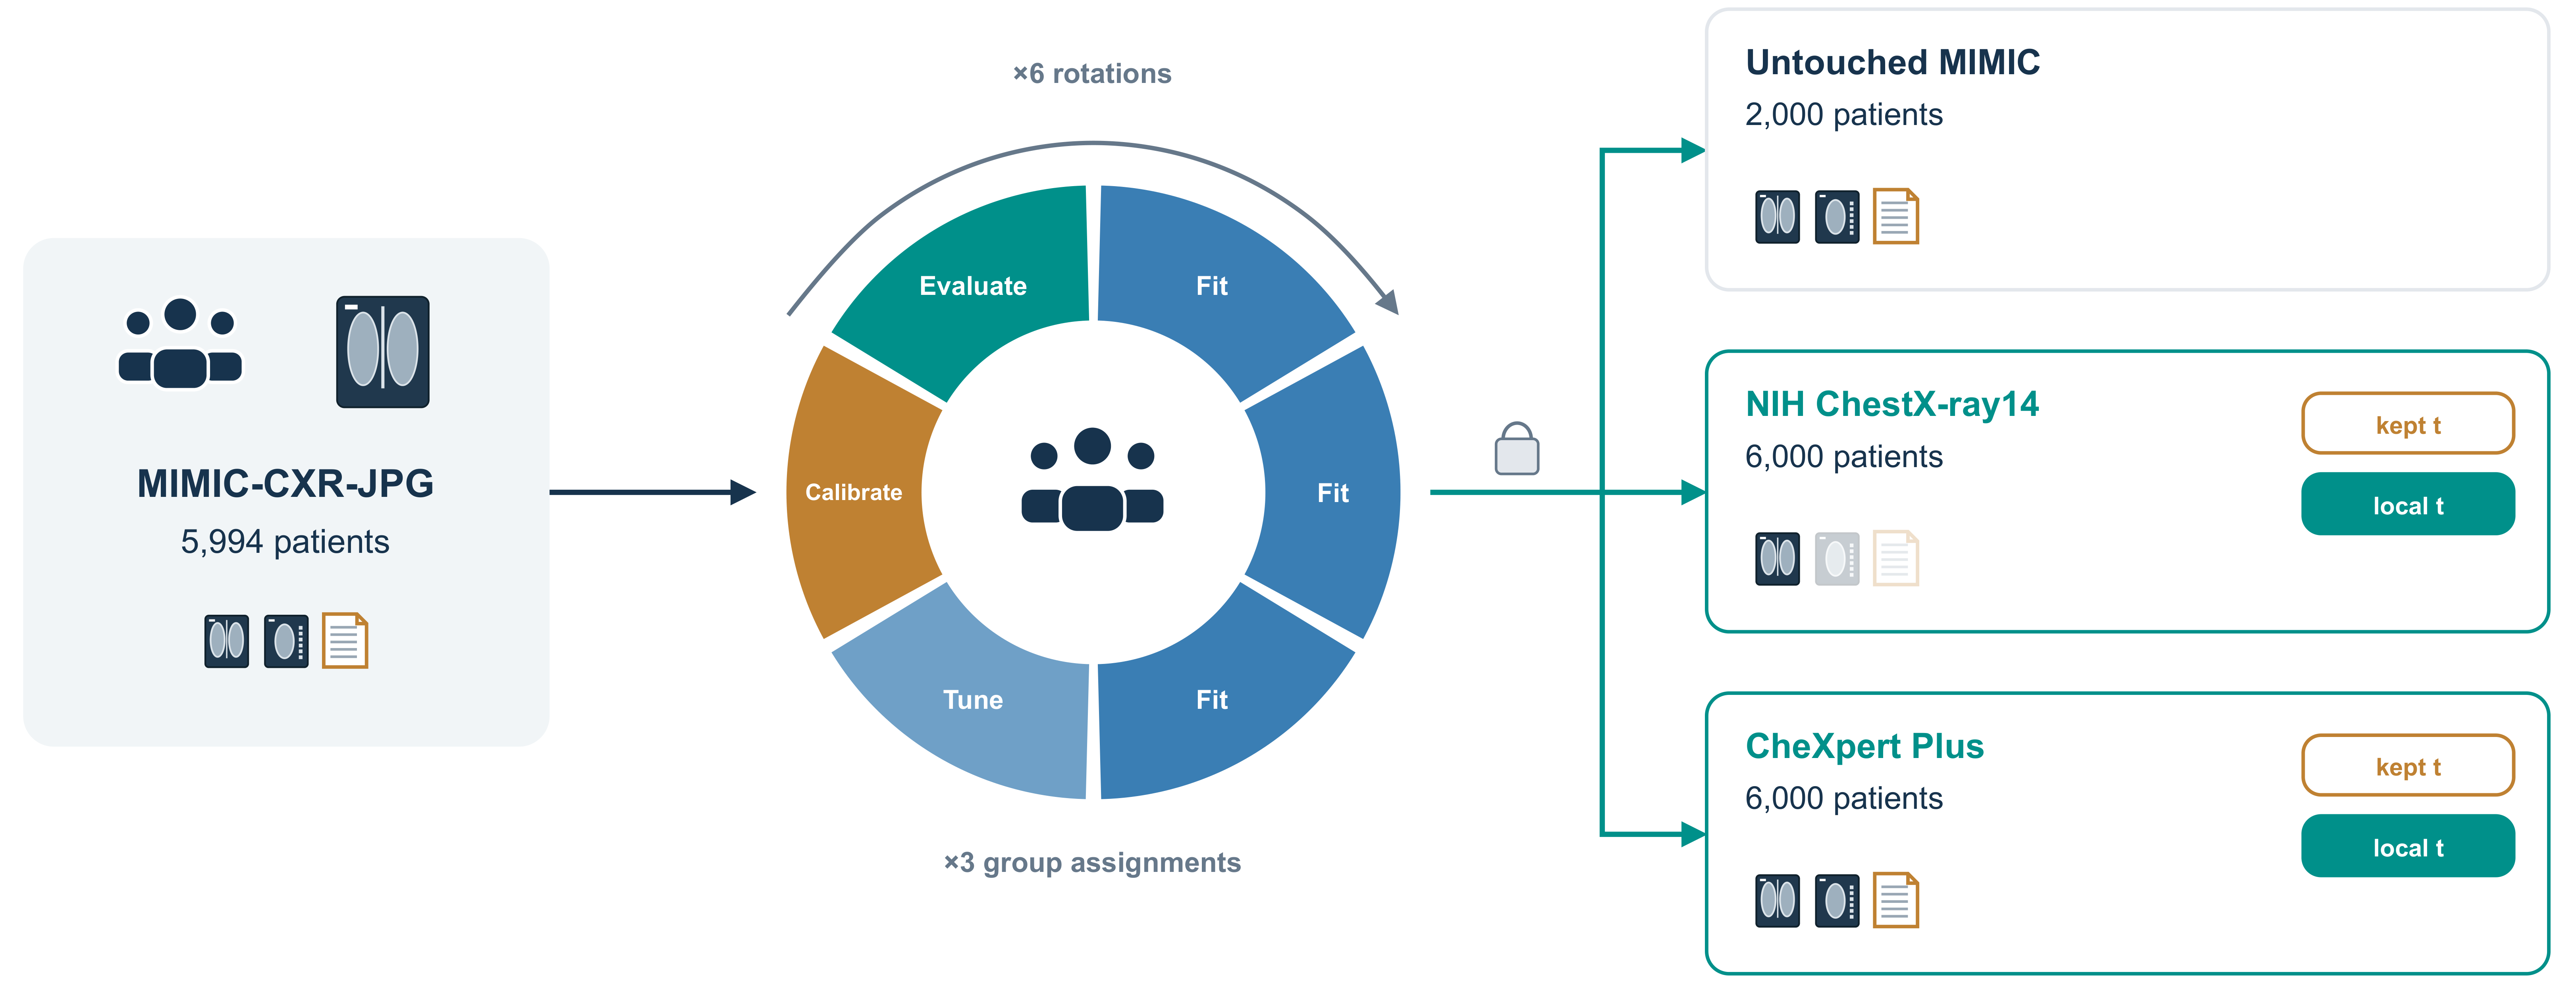 MIMIC-CXR-JPG
5,994 patients
×6 rotations
Evaluate
Fit
Calibrate
Fit
Tune
Fit
×3 group assignments
Untouched MIMIC
2,000 patients
NIH ChestX-ray14
6,000 patients
kept t
local t
CheXpert Plus
6,000 patients
kept t
local t